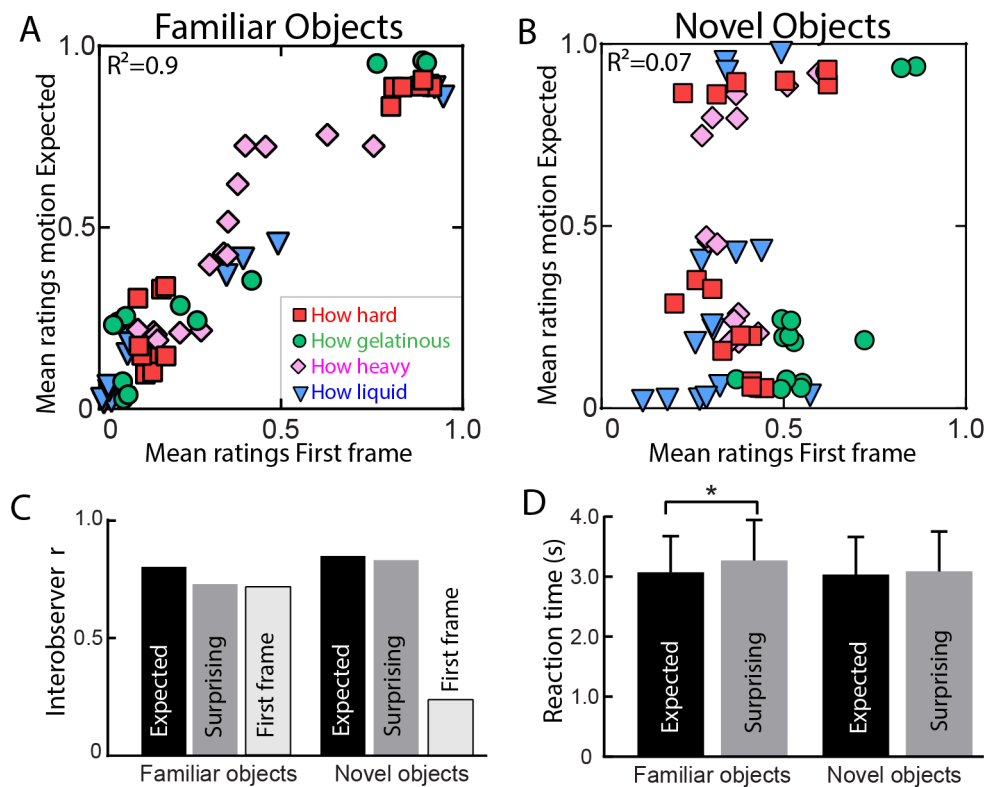 A
Familiar Objects
R²=0.9
1.0
0.5
0
Mean ratings motion Expected
0
0.5
1.0
Mean ratings First frame
How hard
How gelatinous
How heavy
How liquid
B
Novel Objects
R²=0.07
1.0
0.5
0
Mean ratings motion Expected
0
0.5
1.0
Mean ratings First frame
C
Interobserver r
1.0
0.5
0
Expected
Surprising
First frame
Expected
Surprising
First frame
Familiar objects
Novel objects
D
Reaction time (s)
4.0
3.0
2.0
1.0
0
*
Expected
Surprising
Expected
Surprising
Familiar objects
Novel objects